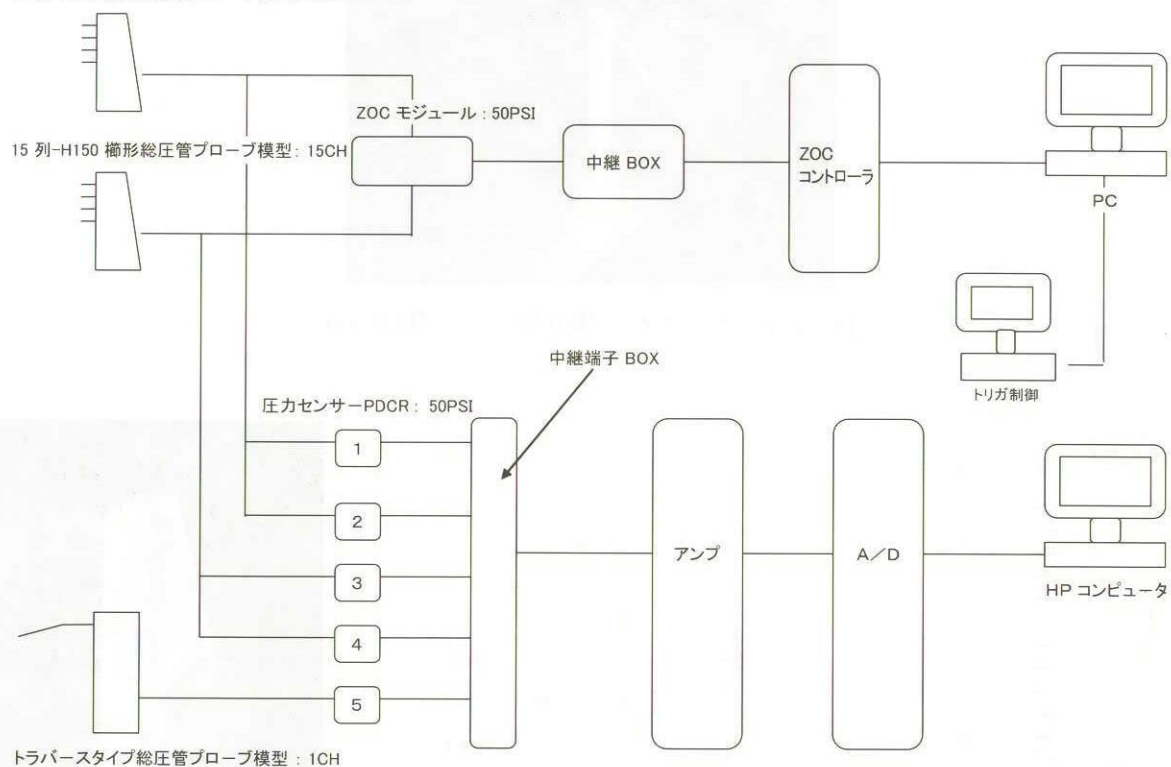 ZOC モジュール : 50PSI
15 列-H150 櫛形総圧管プローブ模型: 15CH
中継 BOX
ZOC
コントローラ
PC
トリガ制御
中継端子 BOX
圧力センサーPDCR : 50PSI
1
2
3
4
5
アンプ
A/D
HP コンピュータ
トラバースタイプ総圧管プローブ模型 : 1CH